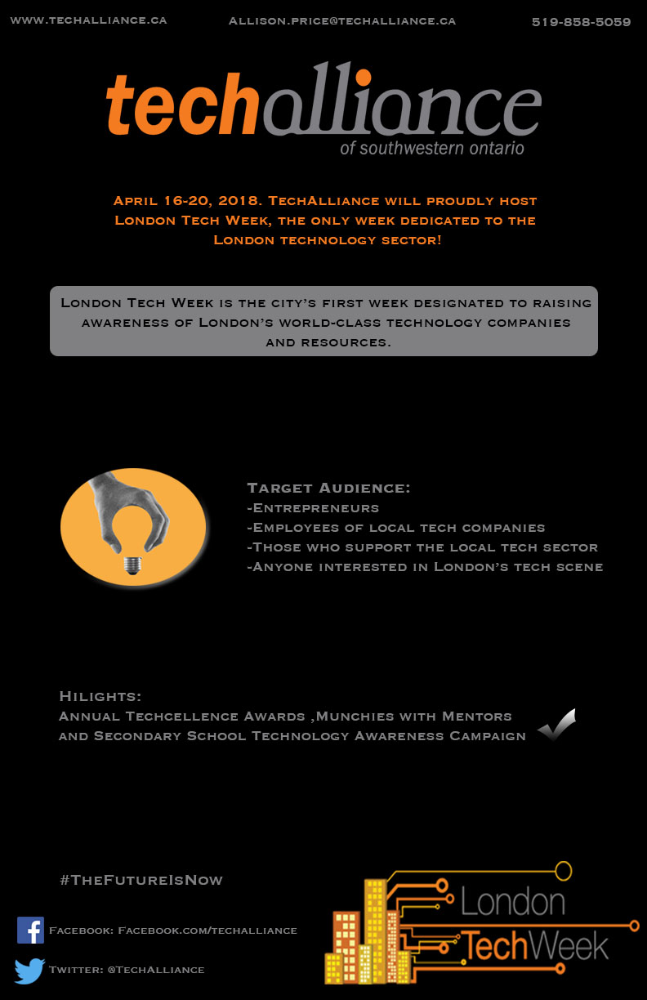 www.techalliance.ca
Allison.price@techalliance.ca
519-858-5059
techalliance
of southwestern ontario
April 16-20, 2018. TechAlliance will proudly host
London Tech Week, the only week dedicated to the
London technology sector!
London Tech Week is the city's first week designated to raising
awareness of London's world-class technology companies
and resources.
Target Audience:
-Entrepreneurs
-Employees of local tech companies
-Those who support the local tech sector
-Anyone interested in London's tech scene
Hilights:
Annual Techcellence Awards ,Munchies with Mentors
and Secondary School Technology Awareness Campaign
#TheFutureIsNow
Facebook: Facebook.com/techalliance
Twitter: @TechAlliance
London
TechWeek